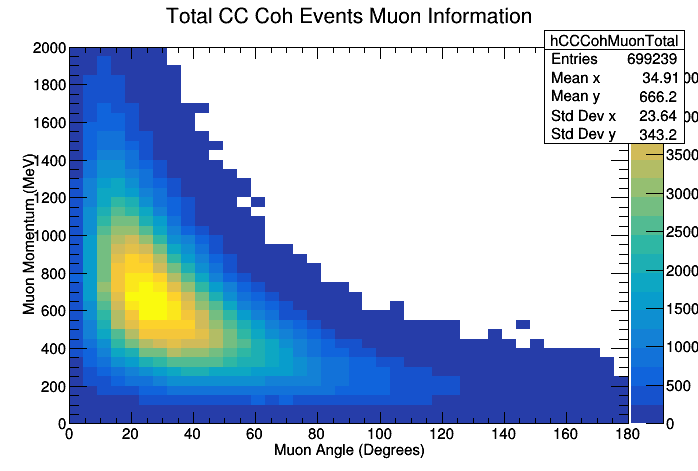 Total CC Coh Events Muon Information
hCCCohMuonTotal
Entries 699239
Mean x 34.91
Mean y 666.2
Std Dev x 23.64
Std Dev y 343.2
Muon Momentum (MeV)
2000
1800
1600
1400
1200
1000
800
600
400
200
0
0 20 40 60 80 100 120 140 160 180
Muon Angle (Degrees)
3500
3000
2500
2000
1500
1000
500
0